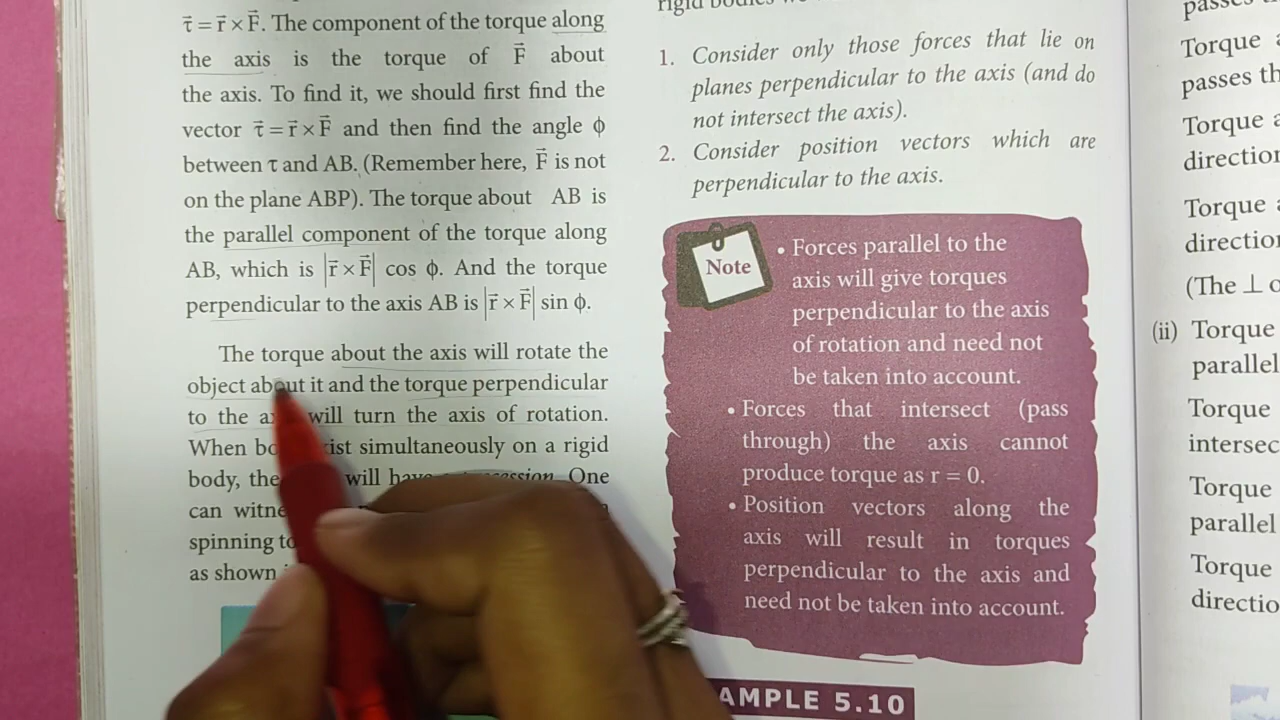 τ⃗ = r⃗ × F⃗. The component of the torque along
the axis is the torque of F⃗ about
the axis. To find it, we should first find the
vector τ⃗ = r⃗ × F⃗ and then find the angle ϕ
between τ and AB. (Remember here, F⃗ is not
on the plane ABP). The torque about AB is
the parallel component of the torque along
AB, which is |r⃗ × F⃗| cos ϕ. And the torque
perpendicular to the axis AB is |r⃗ × F⃗| sin ϕ.
The torque about the axis will rotate the
object about it and the torque perpendicular
to the will turn the axis of rotation.
When simultaneously on a rigid
body, will One
can
spinning
as shown
1. Consider only those forces that lie on
planes perpendicular to the axis (and do
not intersect the axis).
2. Consider position vectors which are
perpendicular to the axis.
Note
• Forces parallel to the
axis will give torques
perpendicular to the axis
of rotation and need not
be taken into account.
• Forces that intersect (pass
through) the axis cannot
produce torque as r = 0.
• Position vectors along the
axis will result in torques
perpendicular to the axis and
need not be taken into account.
AMPLE 5.10
Torque
passes
Torque
direction
Torque
direction
(The ⊥
(ii) Torque
parallel
Torque
intersec
Torque
parallel
Torque
directio